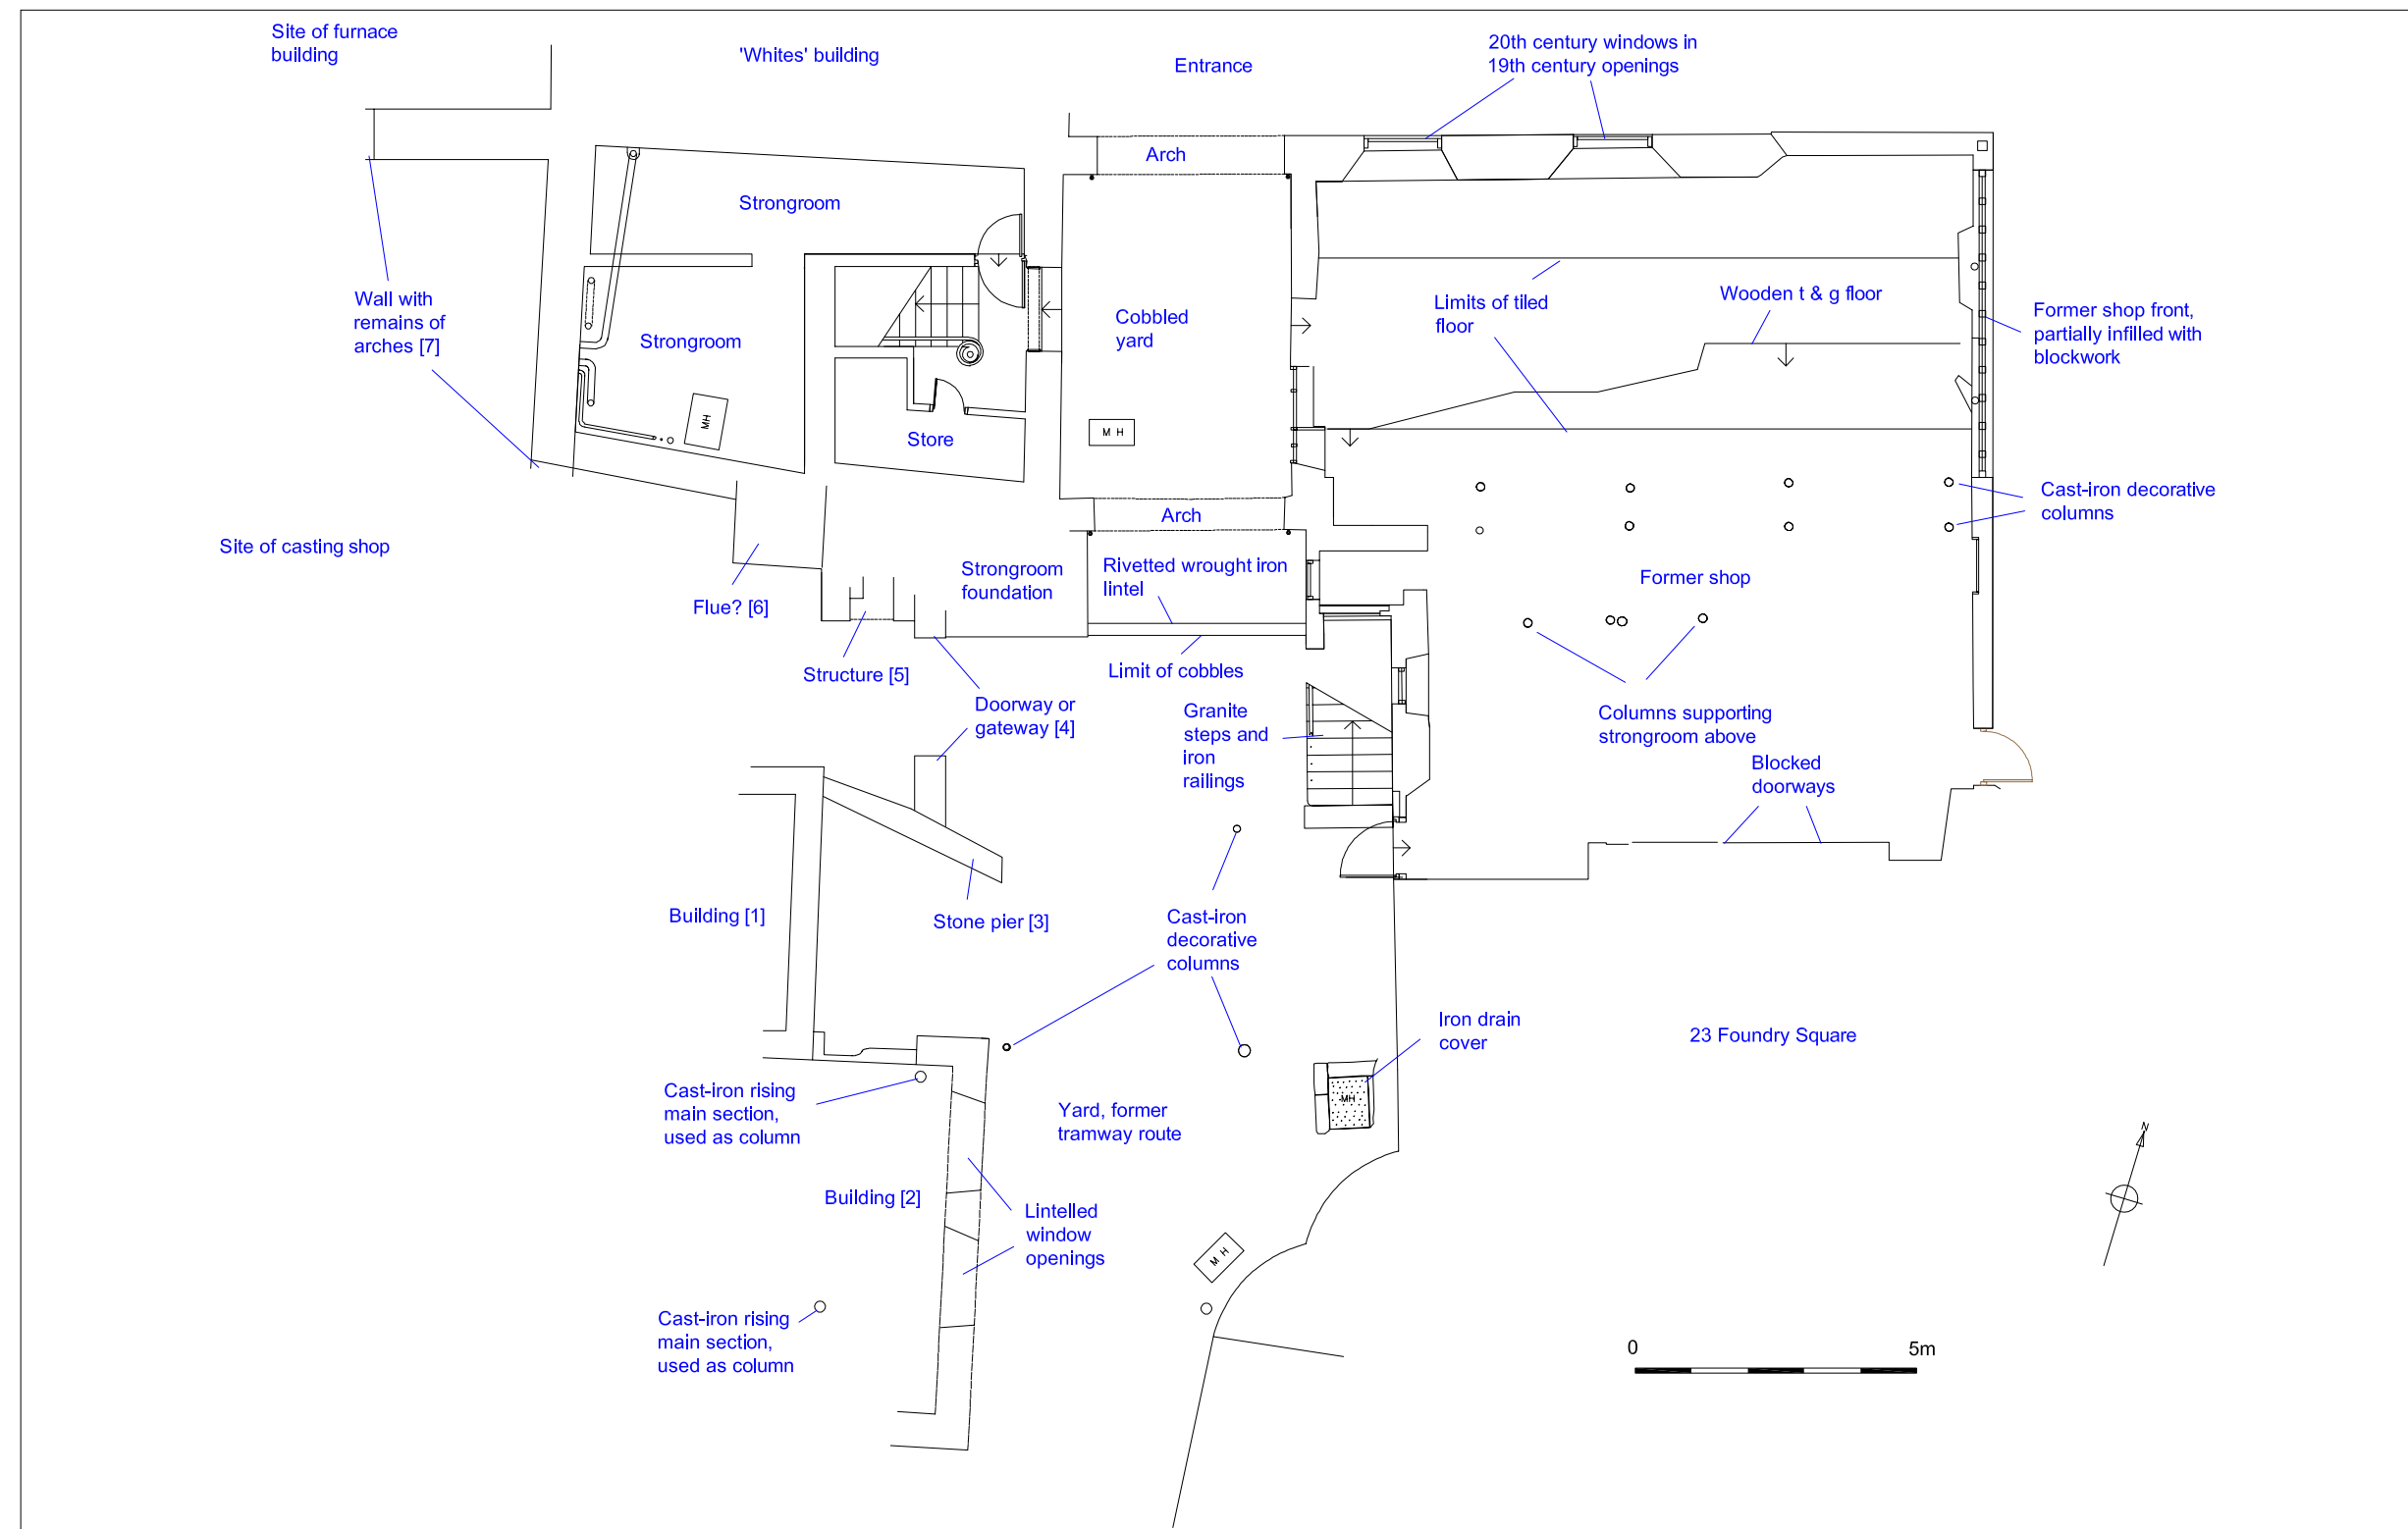 Site of furnace
building
'Whites' building
Entrance
20th century windows in
19th century openings
Arch
Strongroom
Wall with
remains of
arches [7]
Strongroom
Cobbled
yard
Limits of tiled
floor
Wooden t & g floor
Former shop front,
partially infilled with
blockwork
MH
M H
Store
Cast-iron decorative
columns
Arch
Site of casting shop
Flue? [6]
Strongroom
foundation
Rivetted wrought iron
lintel
Former shop
Structure [5]
Limit of cobbles
Doorway or
gateway [4]
Granite
steps and
iron
railings
Columns supporting
strongroom above
Blocked
doorways
Building [1]
Stone pier [3]
Cast-iron
decorative
columns
Iron drain
cover
23 Foundry Square
MH
Cast-iron rising
main section,
used as column
Yard, former
tramway route
N
Building [2]
Lintelled
window
openings
M H
Cast-iron rising
main section,
used as column
0 5m